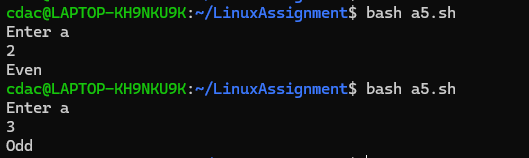 cdac@LAPTOP-KH9NKU9K:~/LinuxAssignment$ bash a5.sh
Enter a
2
Even
cdac@LAPTOP-KH9NKU9K:~/LinuxAssignment$ bash a5.sh
Enter a
3
Odd